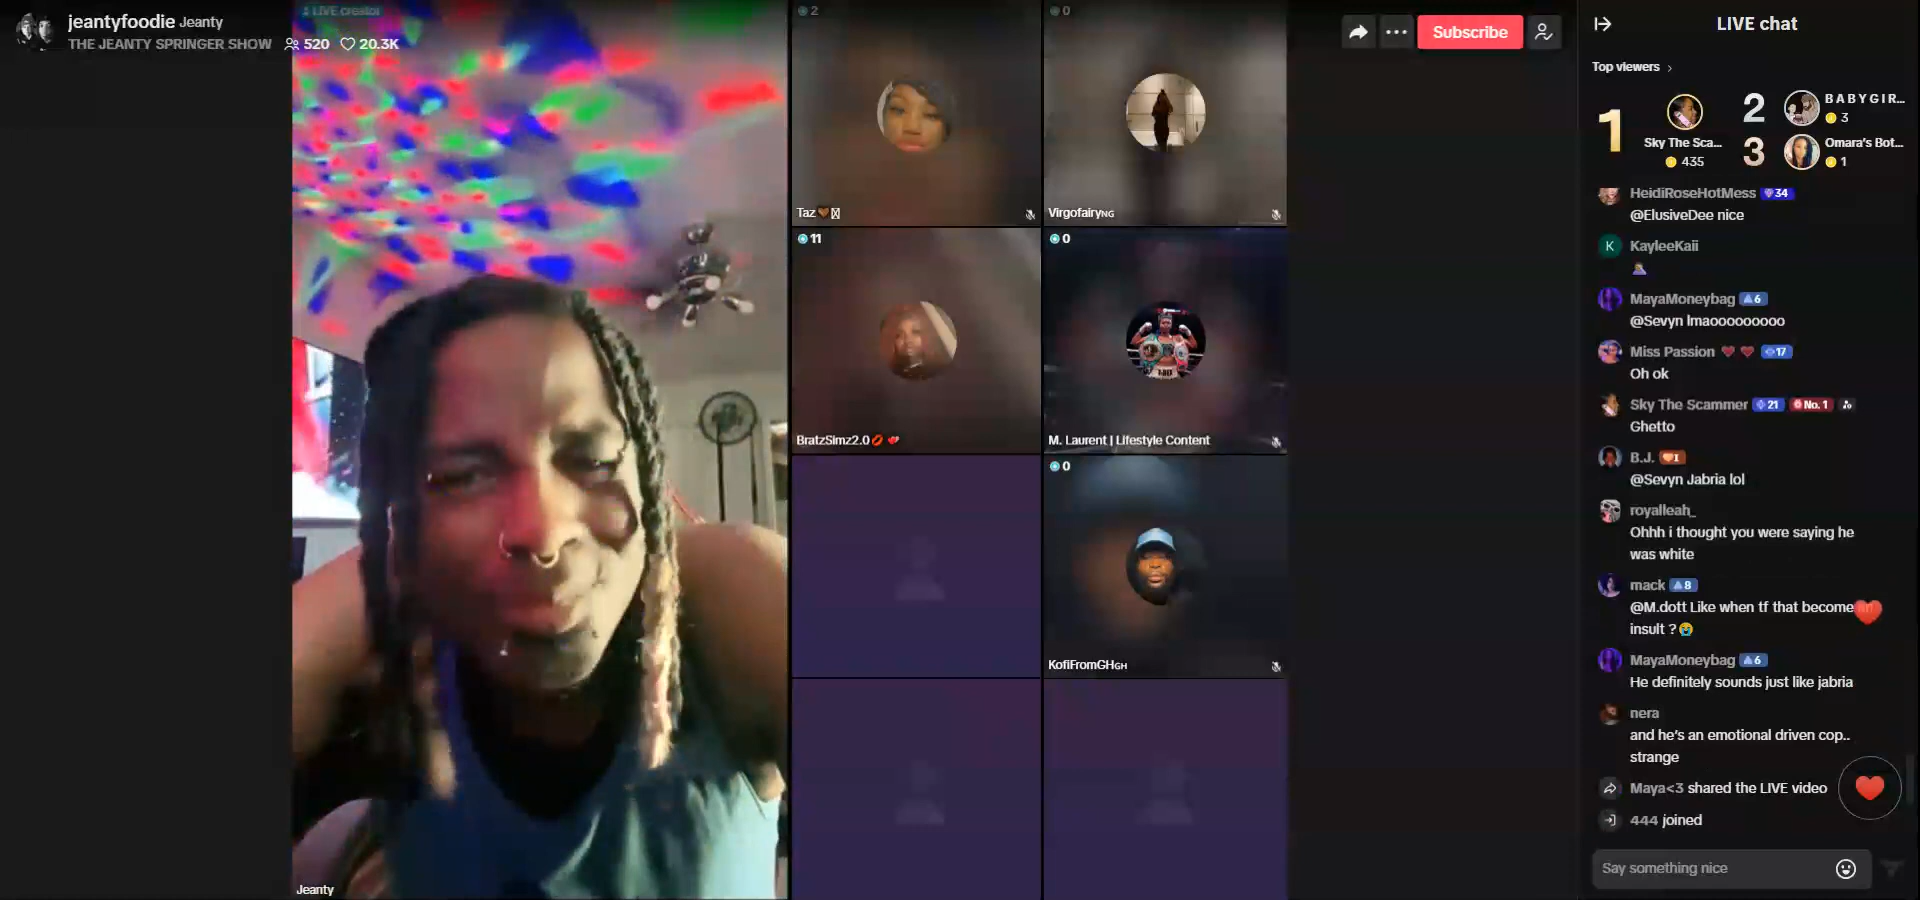 jeantyfoodie Jeanty
THE JEANTY SPRINGER SHOW 520 20.3K
LIVE creator
Jeanty
2
Taz
0
VirgofairyNG
11
BratzSimz2.0
0
M. Laurent | Lifestyle Content
0
KofiFromGHGH
Subscribe
LIVE chat
Top viewers
1
Sky The Sca...
435
2
B A B Y G I R...
3
3
Omara's Bot...
1
HeidiRoseHotMess 34
@ElusiveDee nice
K
KayleeKaii
MayaMoneybag 6
@Sevyn lmaooooooooo
Miss Passion 17
Oh ok
Sky The Scammer 21 No. 1
Ghetto
B.J. 1
@Sevyn Jabria lol
royalleah_
Ohhh i thought you were saying he
was white
mack 8
@M.dott Like when tf that become
insult ?😭
MayaMoneybag 6
He definitely sounds just like jabria
nera
and he's an emotional driven cop..
strange
Maya<3 shared the LIVE video
444 joined
Say something nice